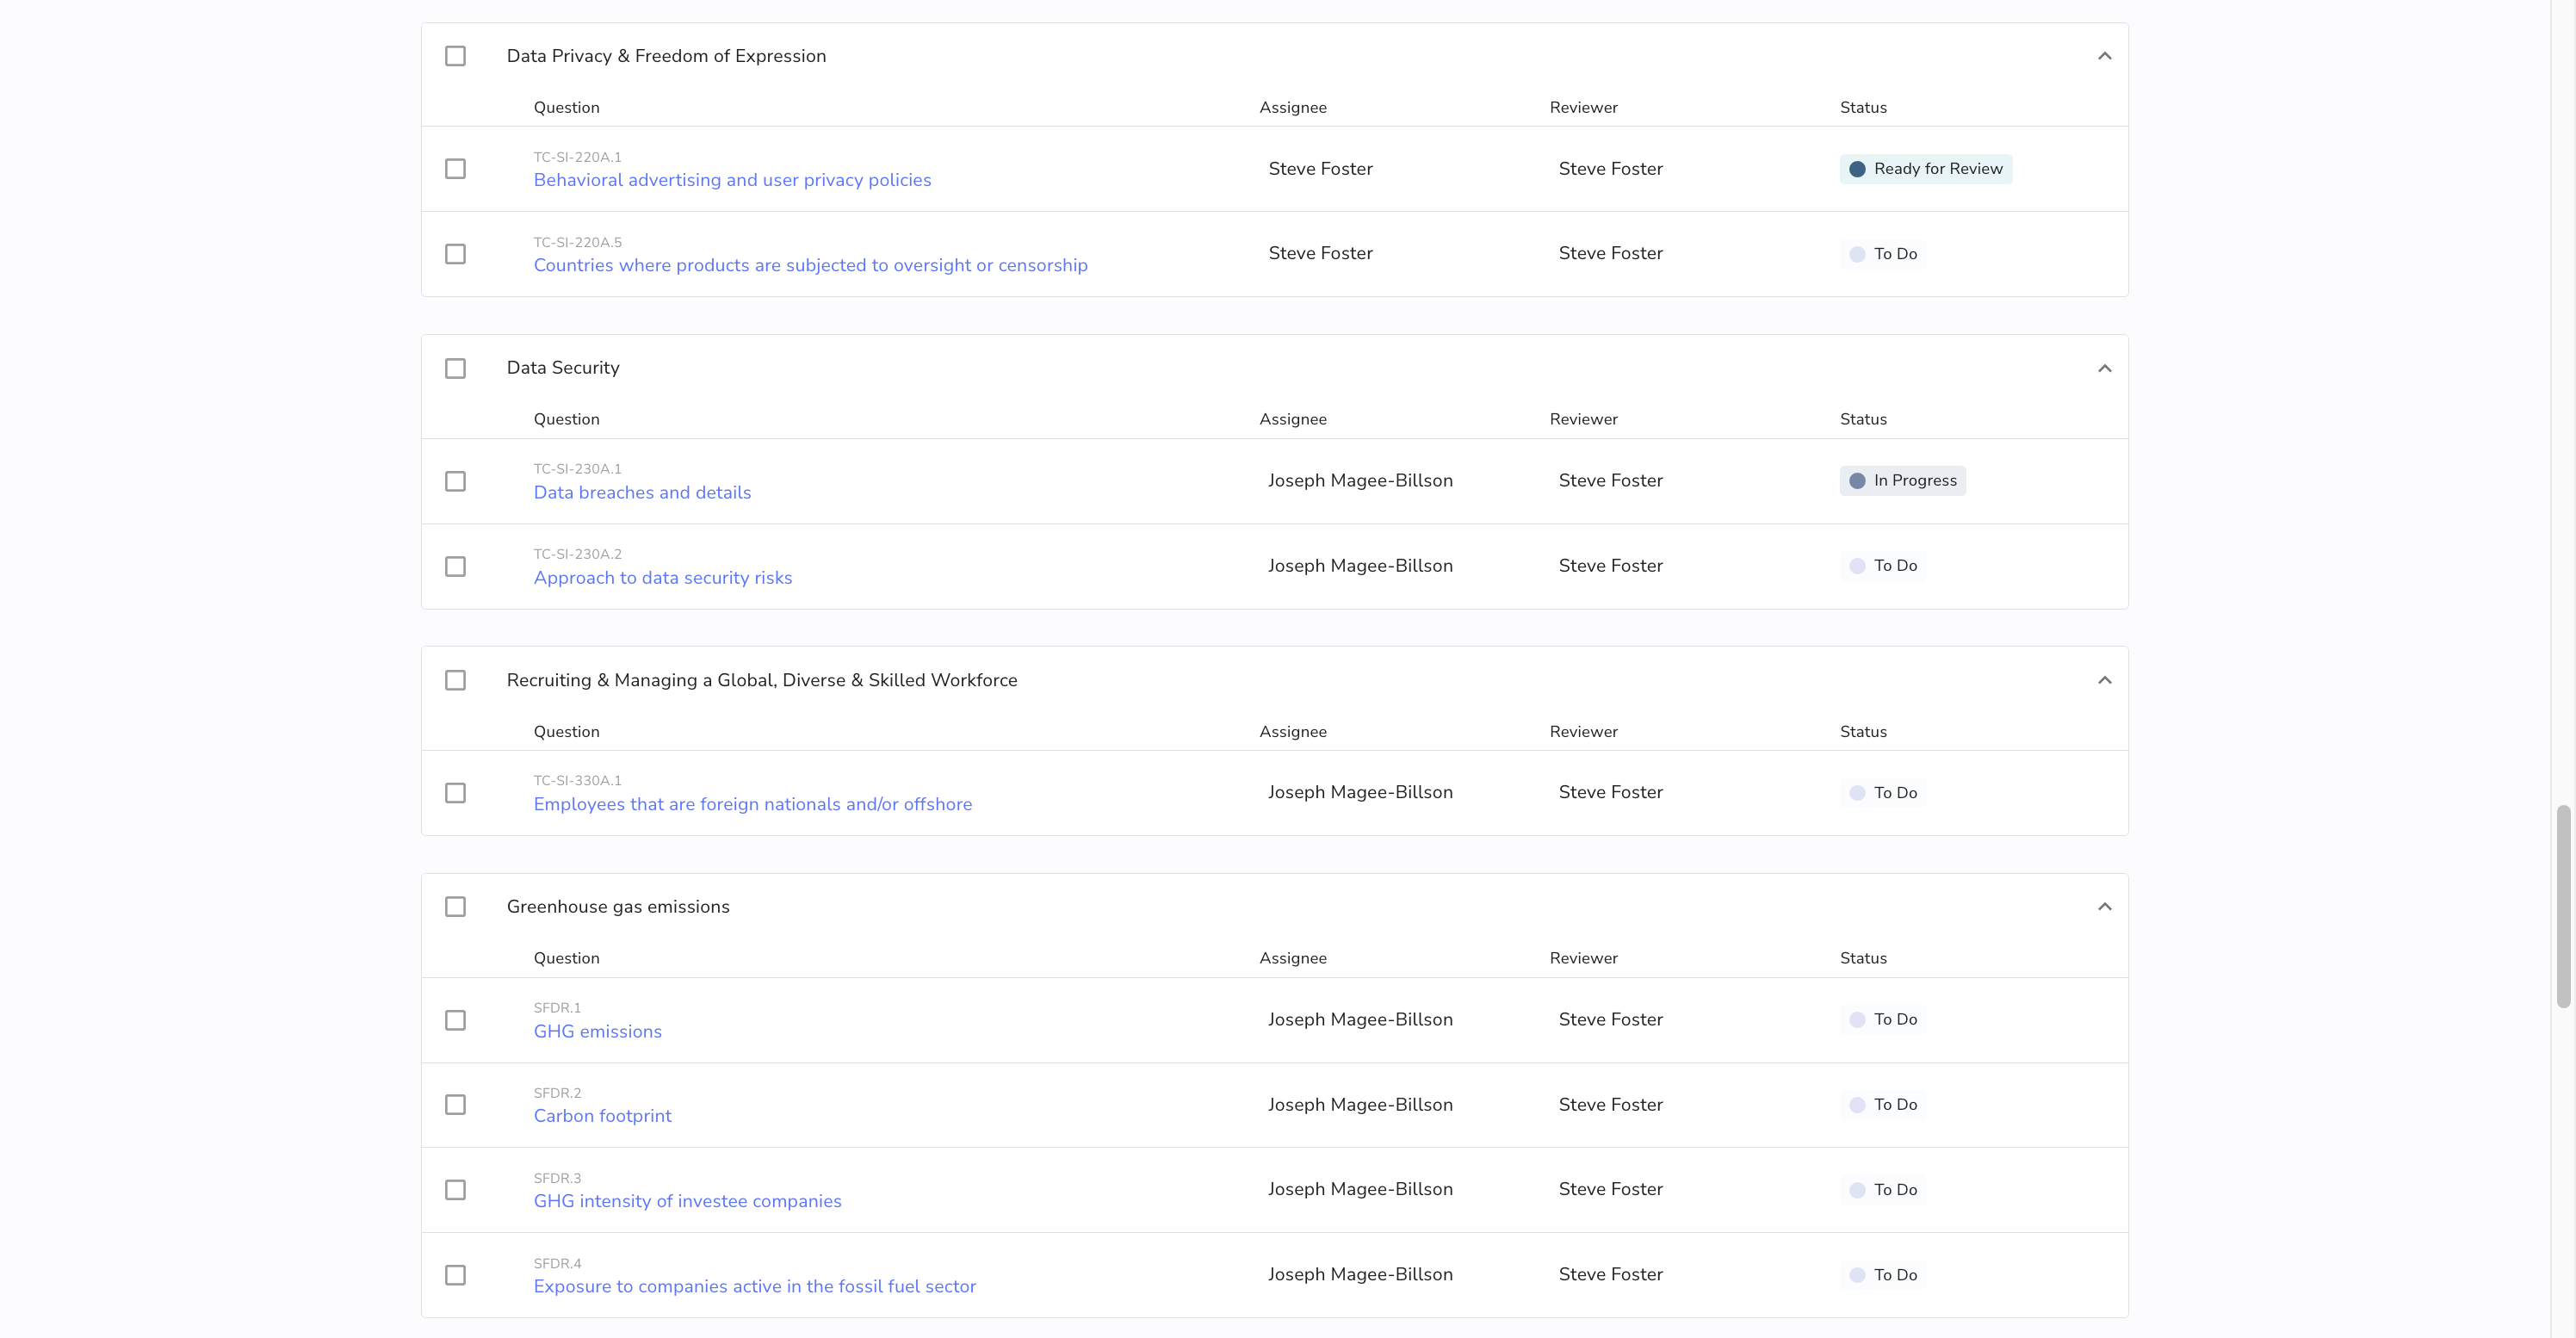 Data Privacy & Freedom of Expression
Question Assignee Reviewer Status
TC-SI-220A.1
Behavioral advertising and user privacy policies Steve Foster Steve Foster Ready for Review
TC-SI-220A.5
Countries where products are subjected to oversight or censorship Steve Foster Steve Foster To Do
Data Security
Question Assignee Reviewer Status
TC-SI-230A.1
Data breaches and details Joseph Magee-Billson Steve Foster In Progress
TC-SI-230A.2
Approach to data security risks Joseph Magee-Billson Steve Foster To Do
Recruiting & Managing a Global, Diverse & Skilled Workforce
Question Assignee Reviewer Status
TC-SI-330A.1
Employees that are foreign nationals and/or offshore Joseph Magee-Billson Steve Foster To Do
Greenhouse gas emissions
Question Assignee Reviewer Status
SFDR.1
GHG emissions Joseph Magee-Billson Steve Foster To Do
SFDR.2
Carbon footprint Joseph Magee-Billson Steve Foster To Do
SFDR.3
GHG intensity of investee companies Joseph Magee-Billson Steve Foster To Do
SFDR.4
Exposure to companies active in the fossil fuel sector Joseph Magee-Billson Steve Foster To Do